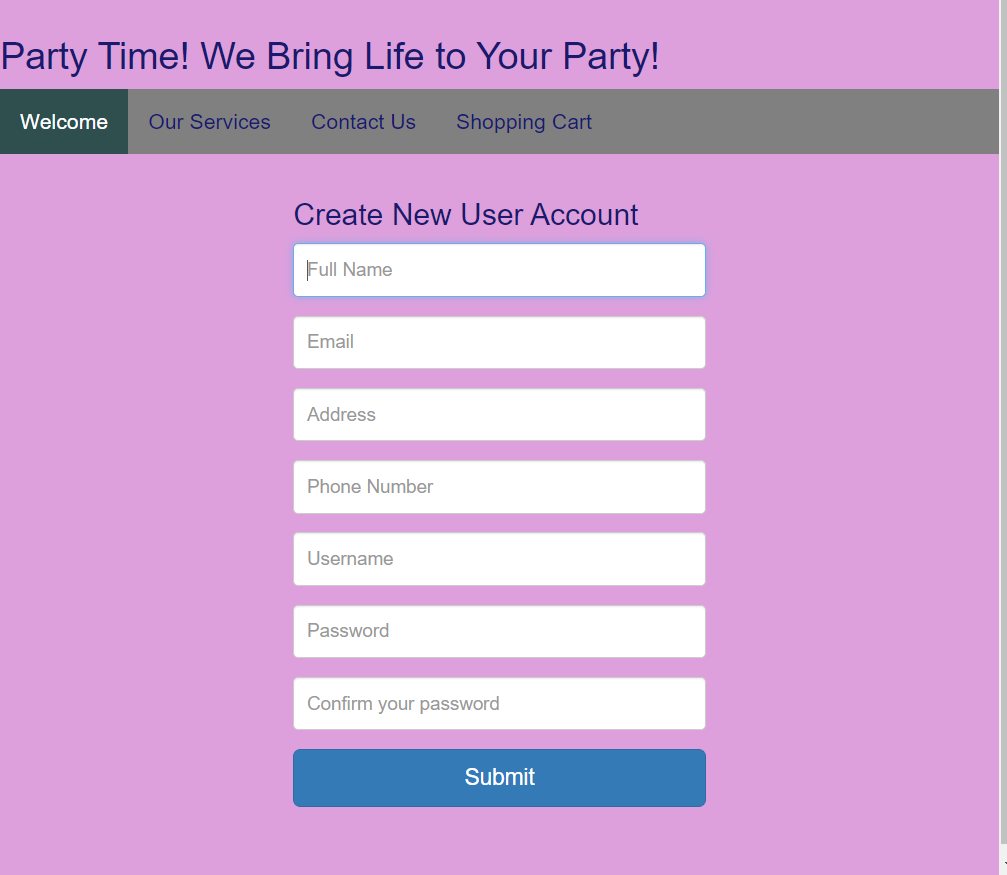 Party Time! We Bring Life to Your Party!
Welcome Our Services Contact Us Shopping Cart
Create New User Account
Full Name
Email
Address
Phone Number
Username
Password
Confirm your password
Submit